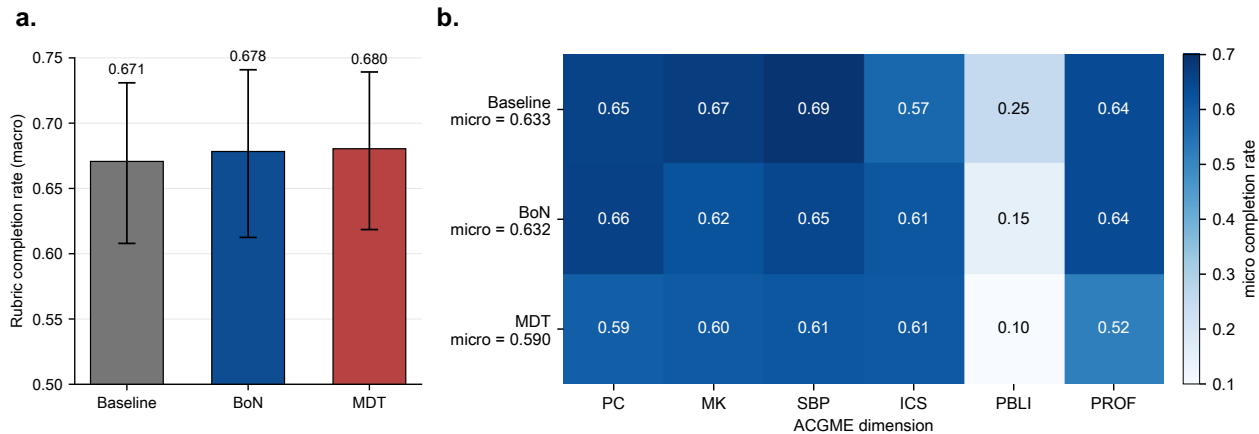 a.
Rubric completion rate (macro)
0.75
0.70
0.65
0.60
0.55
0.50
0.671
0.678
0.680
Baseline
BoN
MDT
b.
Baseline
micro = 0.633
0.65 0.67 0.69 0.57 0.25 0.64
BoN
micro = 0.632
0.66 0.62 0.65 0.61 0.15 0.64
MDT
micro = 0.590
0.59 0.60 0.61 0.61 0.10 0.52
PC MK SBP ICS PBLI PROF
ACGME dimension
0.7
0.6
0.5
0.4
0.3
0.2
0.1
micro completion rate